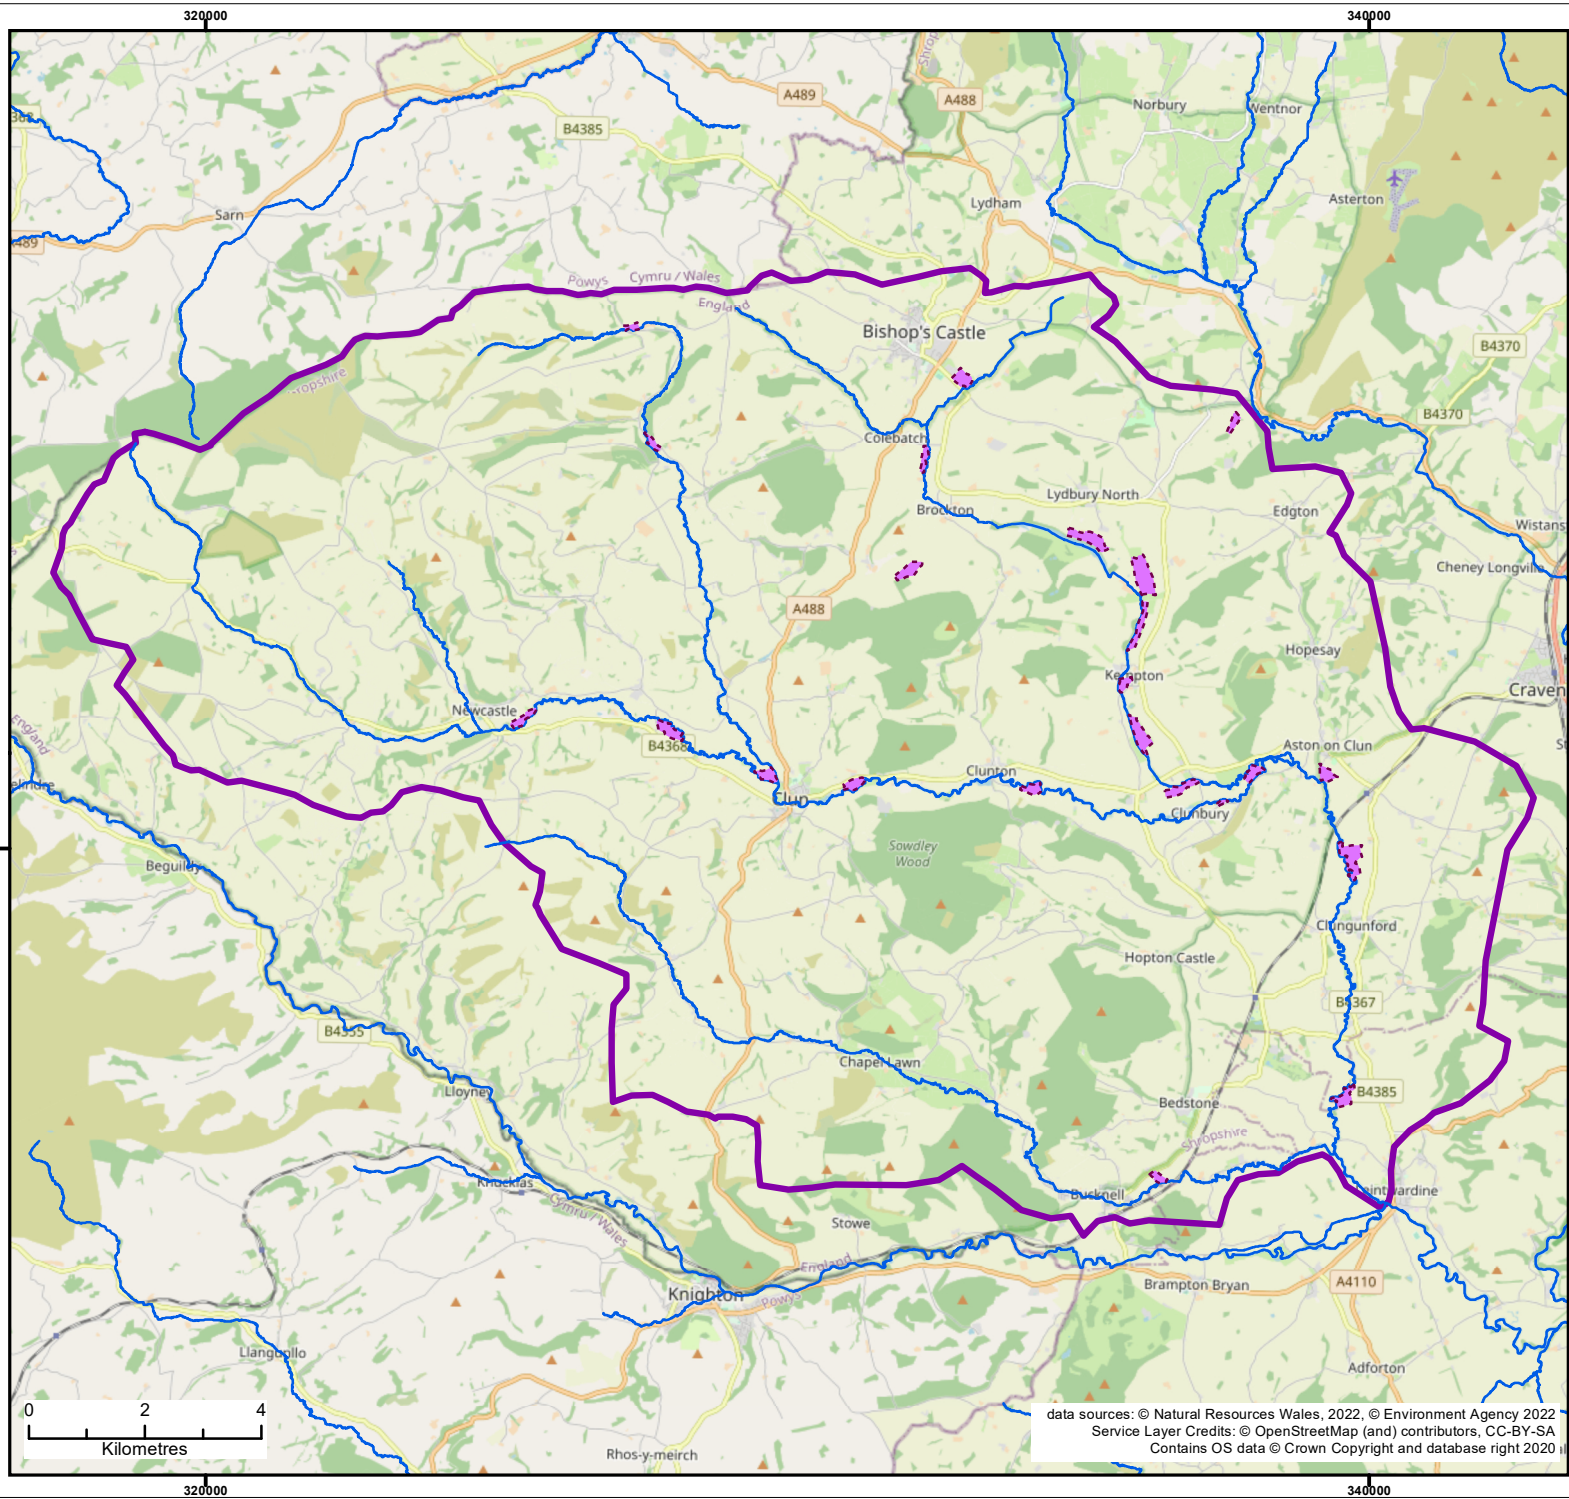 320000
340000
A489
A488
Norbury
Wentnor
B4385
Sarn
Lydham
Asterton
Powys
Cymru / Wales
England
Bishop's Castle
B4370
Shropshire
B4370
Colebatch
Lydbury North
Brockton
Edgton
Wistans
Cheney Longville
A488
Hopesay
Kempton
Craven
Newcastle
England
B4368
Aston on Clun
Clunton
Clun
Clunbury
Sowdley
Wood
Beguildy
Clungunford
Hopton Castle
B4367
B4355
Chapel Lawn
Lloyney
Bedstone
B4385
Shropshire
Knucklas
Bucknell
Cymru / Wales
Stowe
England
Brampton Bryan
A4110
Knighton
Powys
Adforton
0
2
4
Kilometres
Rhos-y-meirch
data sources: © Natural Resources Wales, 2022, © Environment Agency 2022
Service Layer Credits: © OpenStreetMap (and) contributors, CC-BY-SA
Contains OS data © Crown Copyright and database right 2020
320000
340000